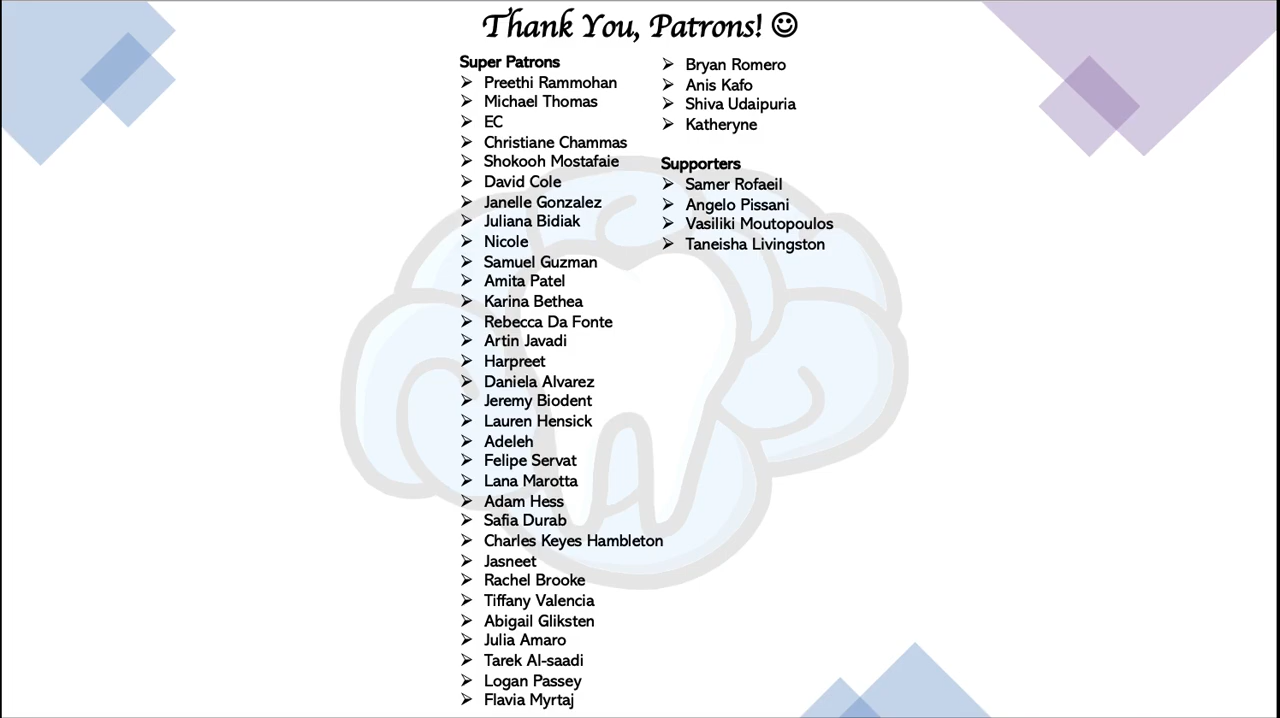 Thank You, Patrons! ☺
Super Patrons
➢ Preethi Rammohan
➢ Michael Thomas
➢ EC
➢ Christiane Chammas
➢ Shokooh Mostafaie
➢ David Cole
➢ Janelle Gonzalez
➢ Juliana Bidiak
➢ Nicole
➢ Samuel Guzman
➢ Amita Patel
➢ Karina Bethea
➢ Rebecca Da Fonte
➢ Artin Javadi
➢ Harpreet
➢ Daniela Alvarez
➢ Jeremy Biodent
➢ Lauren Hensick
➢ Adeleh
➢ Felipe Servat
➢ Lana Marotta
➢ Adam Hess
➢ Safia Durab
➢ Charles Keyes Hambleton
➢ Jasneet
➢ Rachel Brooke
➢ Tiffany Valencia
➢ Abigail Gliksten
➢ Julia Amaro
➢ Tarek Al-saadi
➢ Logan Passey
➢ Flavia Myrtaj
➢ Bryan Romero
➢ Anis Kafo
➢ Shiva Udaipuria
➢ Katheryne
Supporters
➢ Samer Rofaeil
➢ Angelo Pissani
➢ Vasiliki Moutopoulos
➢ Taneisha Livingston